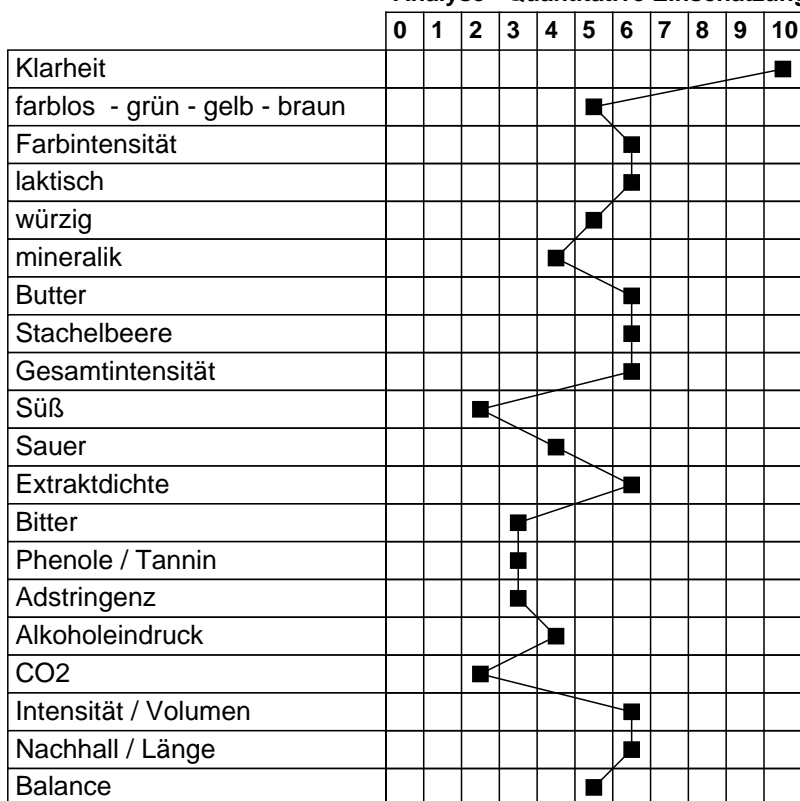 0 1 2 3 4 5 6 7 8 9 10
Klarheit
farblos - grün - gelb - braun
Farbintensität
laktisch
würzig
mineralik
Butter
Stachelbeere
Gesamtintensität
Süß
Sauer
Extraktdichte
Bitter
Phenole / Tannin
Adstringenz
Alkoholeindruck
CO2
Intensität / Volumen
Nachhall / Länge
Balance